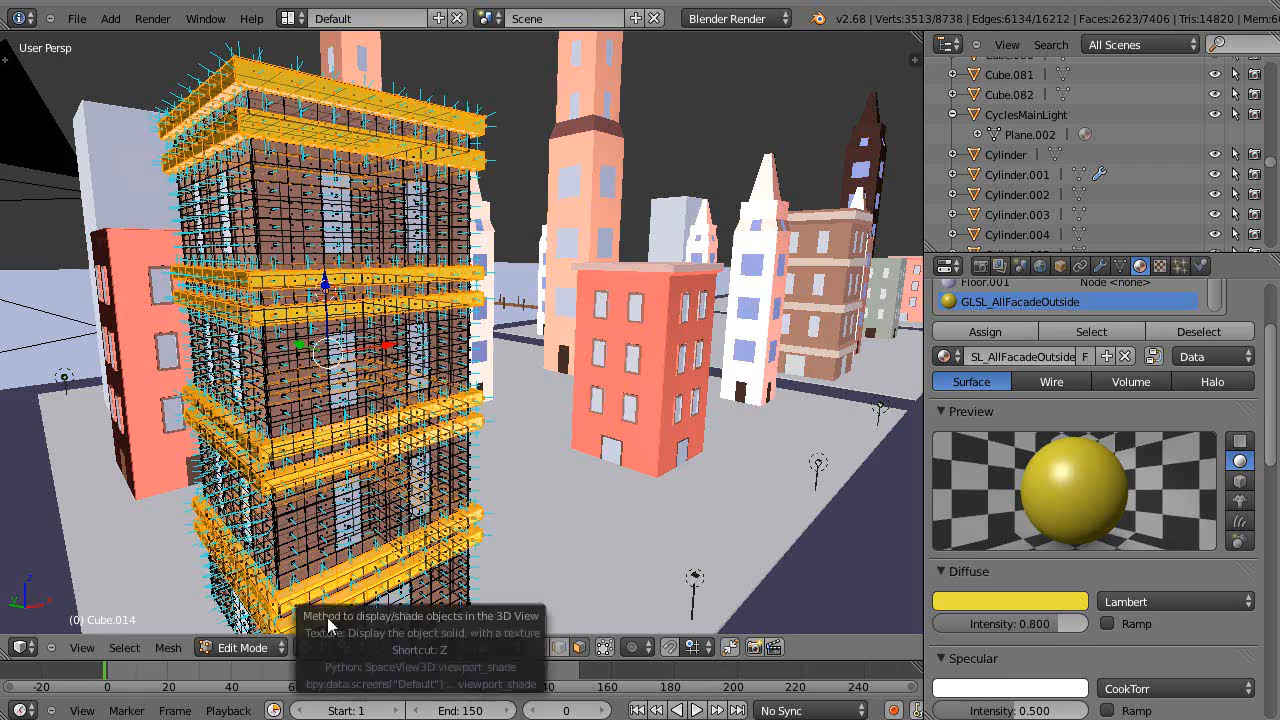 File Add Render Window Help Default Scene Blender Render v2.68 | Verts:3513/8738 | Edges:6134/16212 | Faces:2623/7406 | Tris:14820 | Mem:6
User Persp
View Search All Scenes
Cube.081
Cube.082
CyclesMainLight
Plane.002
Cylinder
Cylinder.001
Cylinder.002
Cylinder.003
Cylinder.004
Floor.001 Node <none>
GLSL_AllFacadeOutside
Assign Select Deselect
SL_AllFacadeOutside F Data
Surface Wire Volume Halo
Preview
Diffuse
Lambert
Intensity: 0.800 Ramp
Specular
CookTorr
Intensity: 0.500 Ramp
z
y x
(0) Cube.014
Method to display/shade objects in the 3D View
Texture: Display the object solid, with a texture
Shortcut: Z
Python: SpaceView3D.viewport_shade
bpy.data.screens["Default"] ... viewport_shade
View Select Mesh Edit Mode
-20 0 20 40 60 160 180 200 220 240
View Marker Frame Playback Start: 1 End: 150 0 No Sync